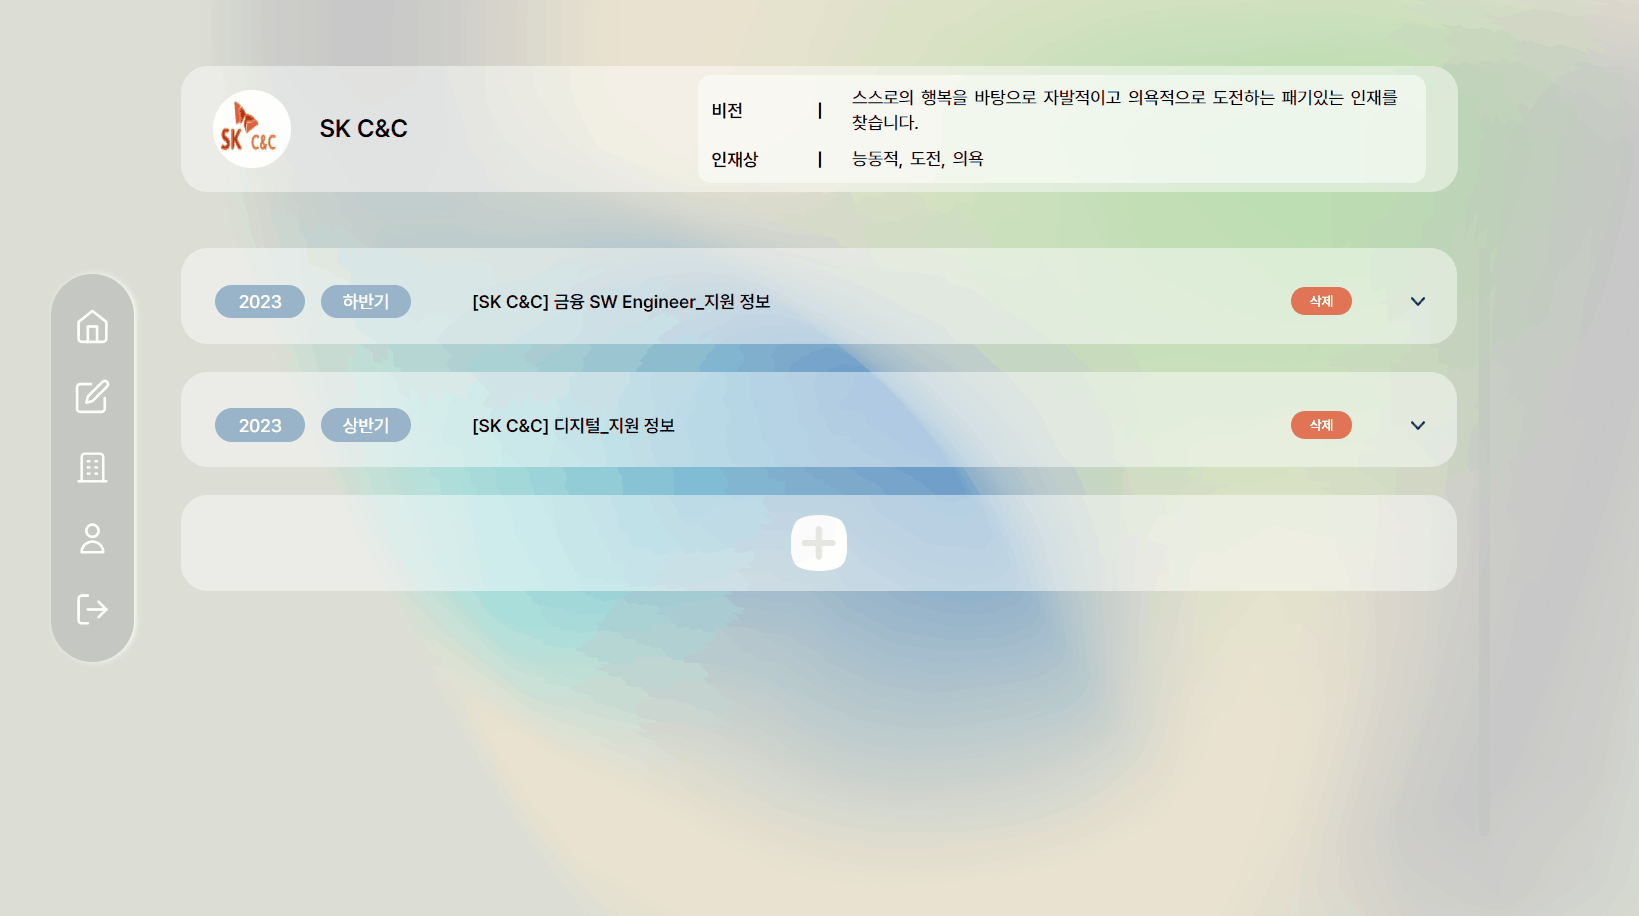 SK C&C
SK C&C
비전 | 스스로의 행복을 바탕으로 자발적이고 의욕적으로 도전하는 패기있는 인재를
찾습니다.
인재상 | 능동적, 도전, 의욕
2023 하반기 [SK C&C] 금융 SW Engineer_지원 정보 삭제
2023 상반기 [SK C&C] 디지털_지원 정보 삭제